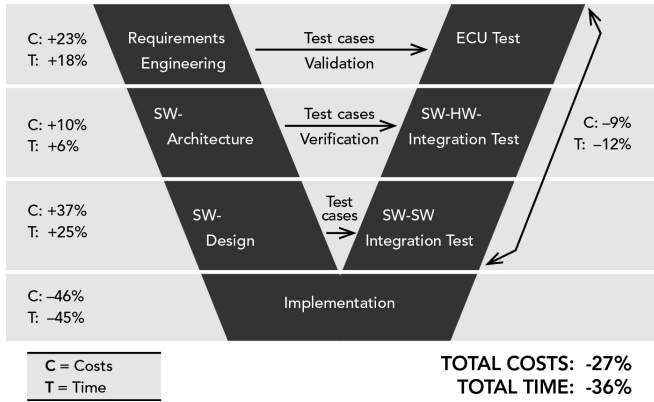 C: +23%
T: +18%
Requirements
Engineering
Test cases
Validation
ECU Test
C: +10%
T: +6%
SW-
Architecture
Test cases
Verification
SW-HW-
Integration Test
C: –9%
T: –12%
C: +37%
T: +25%
SW-
Design
Test
cases
SW-SW
Integration Test
C: –46%
T: –45%
Implementation
C = Costs
T = Time
TOTAL COSTS: -27%
TOTAL TIME: -36%